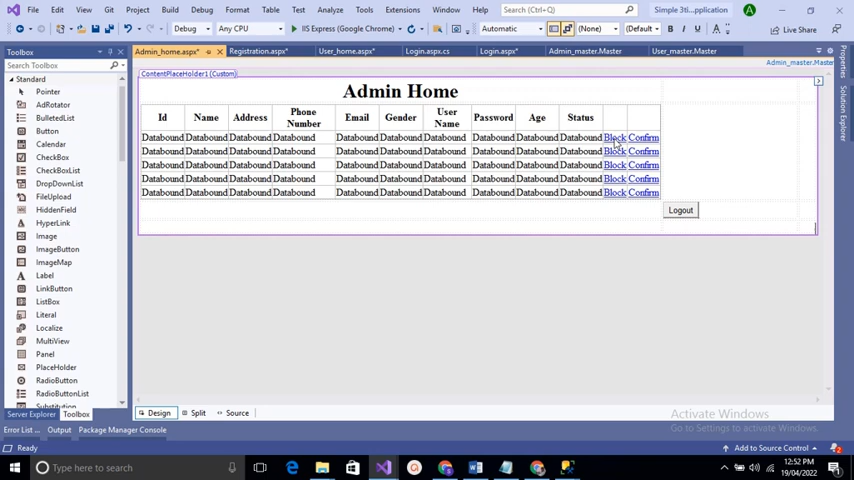 File Edit View Git Project Build Debug Design Format Test Analyze Tools Extensions Window Help Search (Ctrl+Q) Simple 3ti...pplication A
Debug Any CPU IIS Express (Google Chrome) Automatic (None) B I U Live Share
Toolbox
Search Toolbox
Standard
Pointer
AdRotator
BulletedList
Button
Calendar
CheckBox
CheckBoxList
DropDownList
FileUpload
HiddenField
HyperLink
Image
ImageButton
ImageMap
Label
LinkButton
ListBox
Literal
Localize
MultiView
Panel
PlaceHolder
RadioButton
RadioButtonList
Substitution
Server Explorer Toolbox
Admin_home.aspx* Registration.aspx* User_home.aspx* Login.aspx.cs Login.aspx* Admin_master.Master User_master.Master
Admin_master.Master
ContentPlaceHolder1 (Custom)
Admin Home
Id Name Address Phone Number Email Gender User Name Password Age Status
Databound Databound Databound Databound Databound Databound Databound Databound Databound Databound Block Confirm
Databound Databound Databound Databound Databound Databound Databound Databound Databound Databound Block Confirm
Databound Databound Databound Databound Databound Databound Databound Databound Databound Databound Block Confirm
Databound Databound Databound Databound Databound Databound Databound Databound Databound Databound Block Confirm
Databound Databound Databound Databound Databound Databound Databound Databound Databound Databound Block Confirm
Logout
Properties
Solution Explorer
Design Split Source
Activate Windows
Go to Settings to activate Windows.
Error List ... Output Package Manager Console
Ready Add to Source Control
Type here to search
12:52 PM
19/04/2022